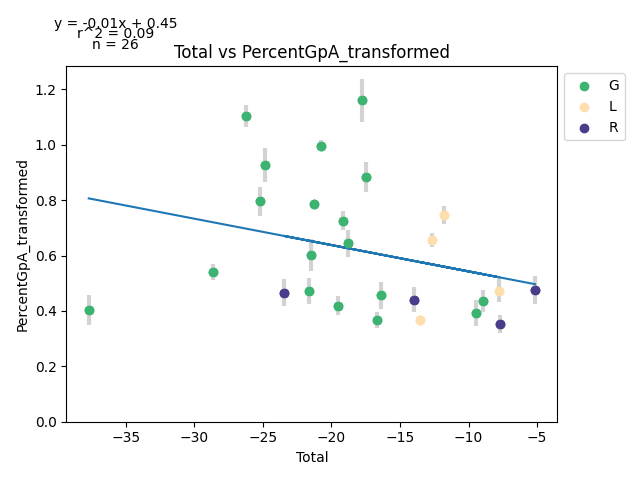 y = -0.01x + 0.45
r^2 = 0.09
n = 26
Total vs PercentGpA_transformed
G
L
R
PercentGpA_transformed
1.2
1.0
0.8
0.6
0.4
0.2
0.0
−35 −30 −25 −20 −15 −10 −5
Total